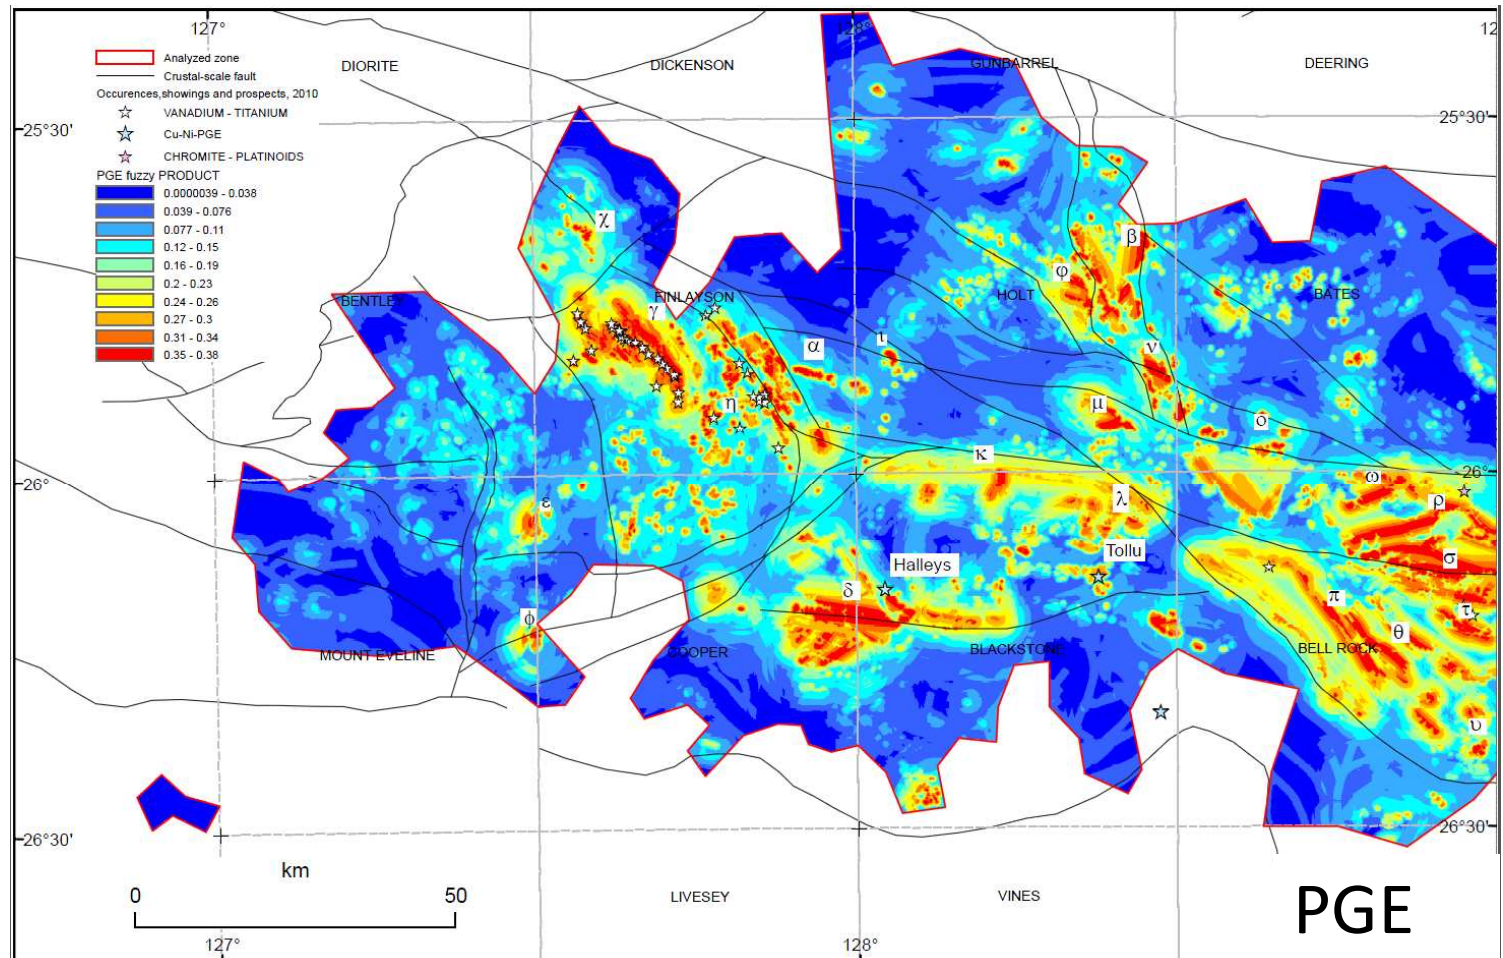 127°
128°
12
Analyzed zone
Crustal-scale fault
Occurences,showings and prospects, 2010
VANADIUM - TITANIUM
Cu-Ni-PGE
CHROMITE - PLATINOIDS
PGE fuzzy PRODUCT
0.0000039 - 0.038
0.039 - 0.076
0.077 - 0.11
0.12 - 0.15
0.16 - 0.19
0.2 - 0.23
0.24 - 0.26
0.27 - 0.3
0.31 - 0.34
0.35 - 0.38
DIORITE
DICKENSON
GUNBARREL
DEERING
25°30'
25°30'
χ
β
φ
BENTLEY
FINLAYSON
HOLT
BATES
γ
α
ι
ν
η
μ
ο
κ
26°
26°
ω
ε
λ
ρ
Halleys
Tollu
σ
δ
π
τ
ϕ
θ
MOUNT EVELINE
COOPER
BLACKSTONE
BELL ROCK
υ
26°30'
26°30'
km
0
50
LIVESEY
VINES
PGE
127°
128°